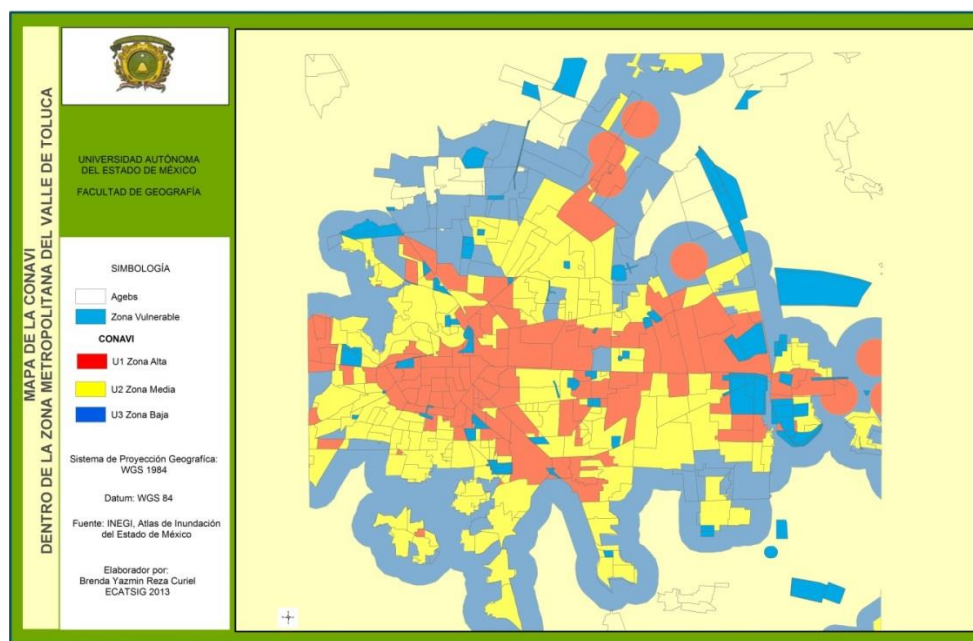 MAPA DE LA CONAVI
DENTRO DE LA ZONA METROPOLITANA DEL VALLE DE TOLUCA
UNIVERSIDAD AUTÓNOMA
DEL ESTADO DE MÉXICO
FACULTAD DE GEOGRAFÍA
SIMBOLOGÍA
Agebs
Zona Vulnerable
CONAVI
U1 Zona Alta
U2 Zona Media
U3 Zona Baja
Sistema de Proyección Geografíca:
WGS 1984
Datum: WGS 84
Fuente: INEGI, Atlas de Inundación
del Estado de México
Elaborador por:
Brenda Yazmin Reza Curiel
ECATSIG 2013